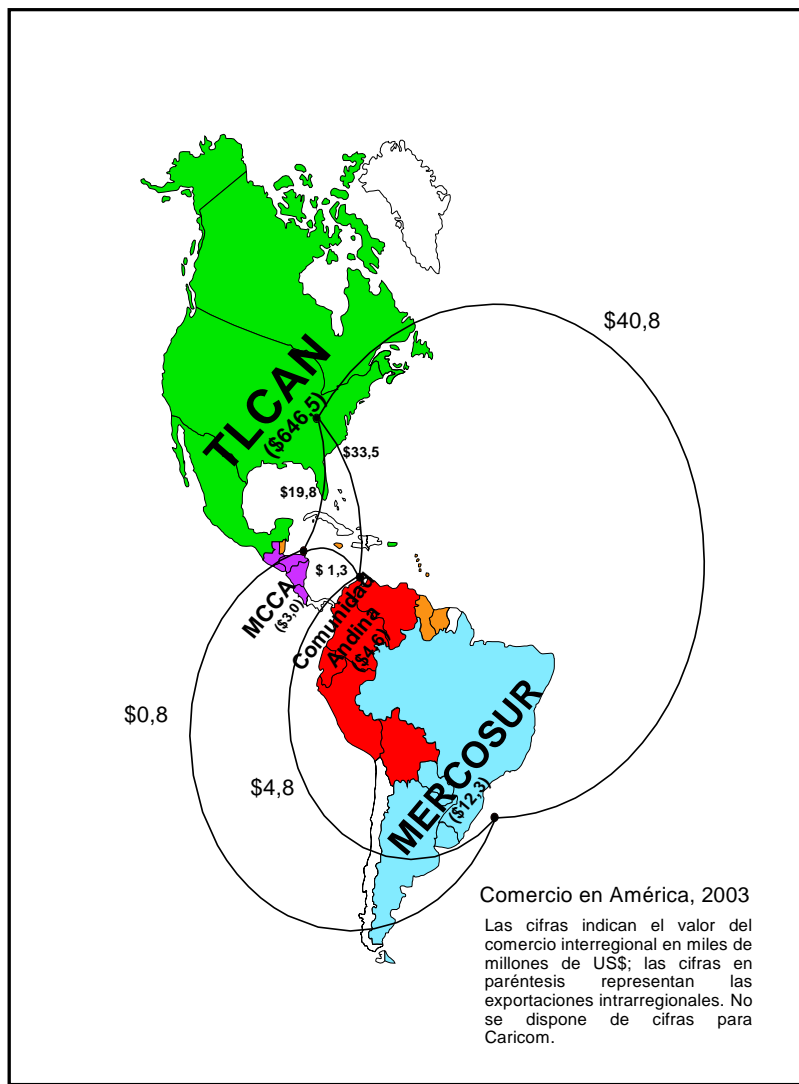 $40,8
TLCAN
($646,5)
$33,5
$19,8
$ 1,3
MCCA
($3,0)
Comunidad
Andina
($4,6)
$0,8
$4,8
MERCOSUR
($12,3)
Comercio en América, 2003
Las cifras indican el valor del
comercio interregional en miles de
millones de US$; las cifras en
paréntesis representan las
exportaciones intrarregionales. No
se dispone de cifras para
Caricom.